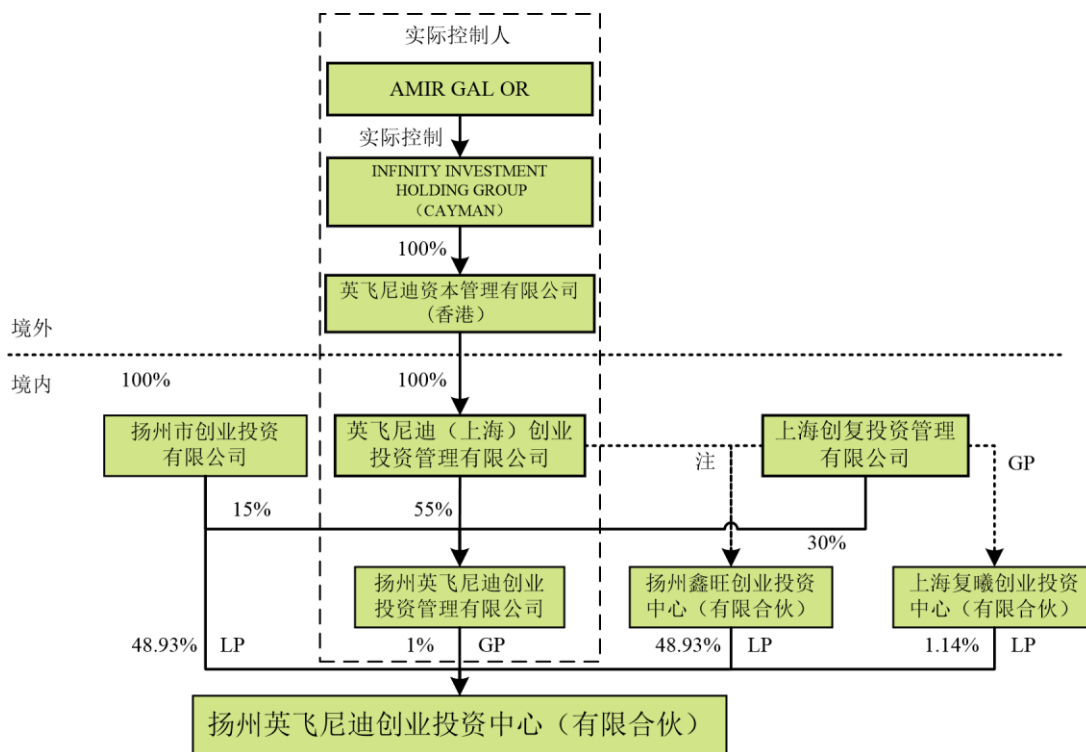 实际控制人
AMIR GAL OR
实际控制
INFINITY INVESTMENT
HOLDING GROUP
（CAYMAN）
100%
英飞尼迪资本管理有限公司
(香港）
境外
境内
100%
100%
扬州市创业投资
有限公司
英飞尼迪（上海）创业
投资管理有限公司
上海创复投资管理
有限公司
注
GP
15%
55%
30%
扬州英飞尼迪创业
投资管理有限公司
扬州鑫旺创业投资
中心（有限合伙）
上海复曦创业投资
中心（有限合伙）
48.93%
LP
1%
GP
48.93%
LP
1.14%
LP
扬州英飞尼迪创业投资中心（有限合伙）